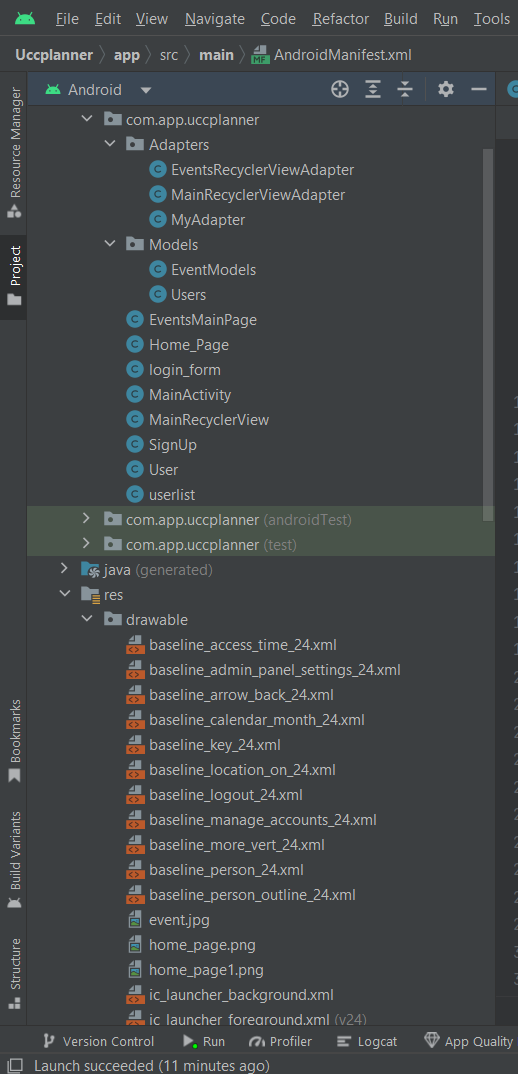 File Edit View Navigate Code Refactor Build Run Tools
Uccplanner app src main AndroidManifest.xml
Android
Resource Manager
Project
com.app.uccplanner
Adapters
EventsRecyclerViewAdapter
MainRecyclerViewAdapter
MyAdapter
Models
EventModels
Users
EventsMainPage
Home_Page
login_form
MainActivity
MainRecyclerView
SignUp
User
userlist
com.app.uccplanner (androidTest)
com.app.uccplanner (test)
java (generated)
res
drawable
baseline_access_time_24.xml
baseline_admin_panel_settings_24.xml
baseline_arrow_back_24.xml
baseline_calendar_month_24.xml
baseline_key_24.xml
baseline_location_on_24.xml
baseline_logout_24.xml
baseline_manage_accounts_24.xml
baseline_more_vert_24.xml
baseline_person_24.xml
baseline_person_outline_24.xml
event.jpg
home_page.png
home_page1.png
ic_launcher_background.xml
ic_launcher_foreground.xml (v24)
Bookmarks
Build Variants
Structure
Version Control Run Profiler Logcat App Quality
Launch succeeded (11 minutes ago)